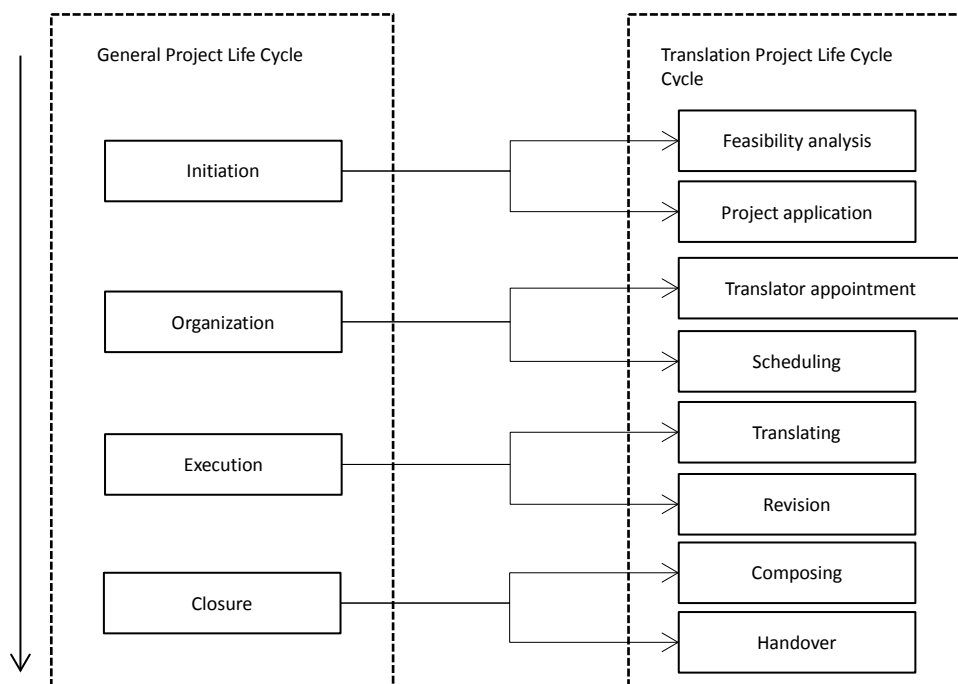 General Project Life Cycle
Translation Project Life Cycle
Cycle
Initiation
Feasibility analysis
Project application
Organization
Translator appointment
Scheduling
Execution
Translating
Revision
Closure
Composing
Handover